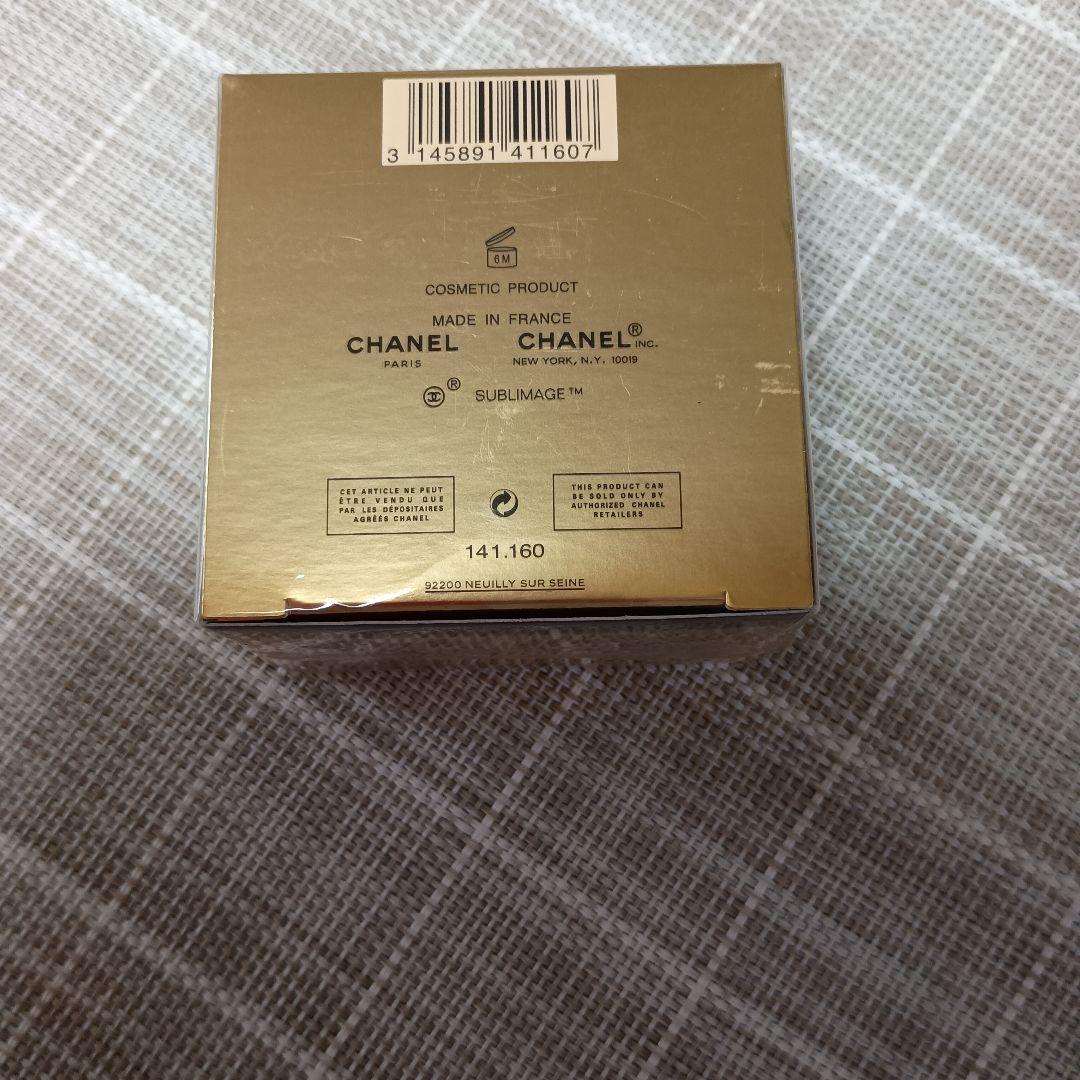 3 145891 411607
6M
COSMETIC PRODUCT
MADE IN FRANCE
CHANEL CHANEL® INC.
PARIS NEW YORK, N.Y. 10019
® SUBLIMAGE™
CET ARTICLE NE PEUT
ÊTRE VENDU QUE
PAR LES DÉPOSITAIRES
AGRÉÉS CHANEL
THIS PRODUCT CAN
BE SOLD ONLY BY
AUTHORIZED CHANEL
RETAILERS
141.160
92200 NEUILLY SUR SEINE